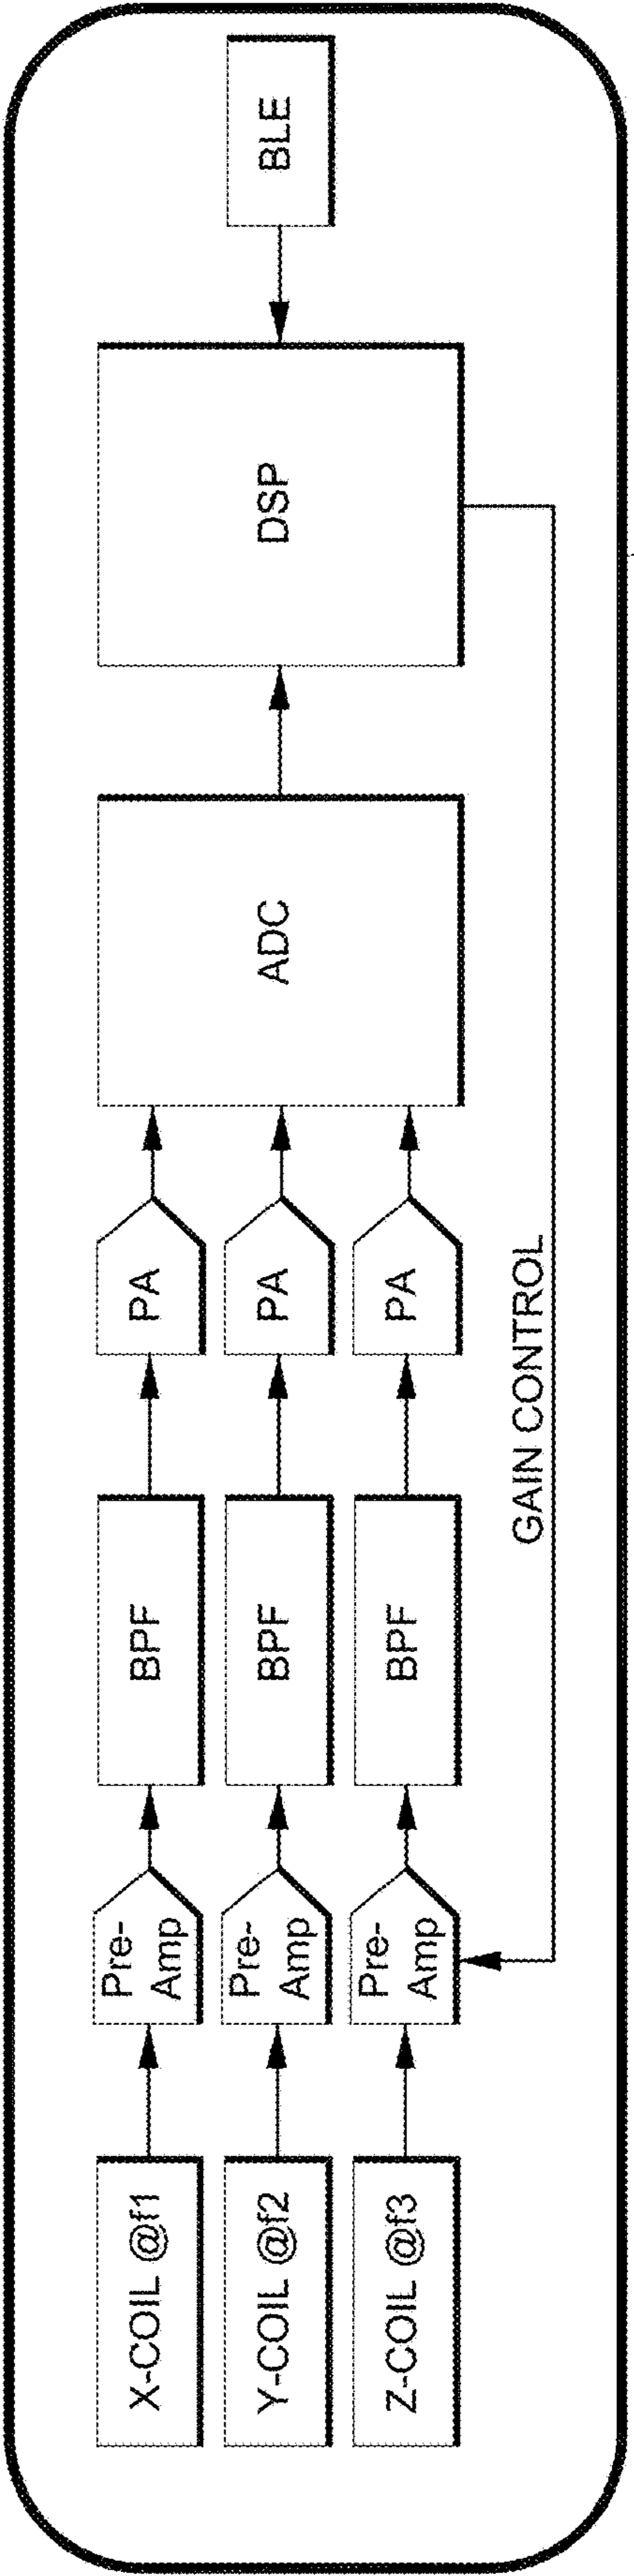 X-COIL @f1
Pre-
Amp
BPF
PA
Y-COIL @f2
Pre-
Amp
BPF
PA
Z-COIL @f3
Pre-
Amp
BPF
PA
ADC
DSP
BLE
GAIN CONTROL